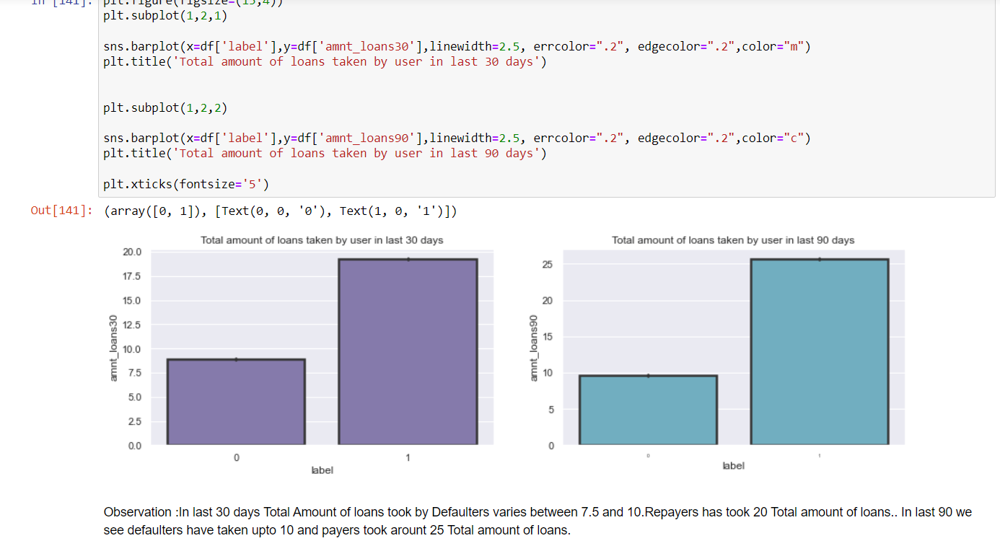 In [141]: plt.figure(figsize=(15,4))
plt.subplot(1,2,1)
sns.barplot(x=df['label'],y=df['amnt_loans30'],linewidth=2.5, errcolor=".2", edgecolor=".2",color="m")
plt.title('Total amount of loans taken by user in last 30 days')
plt.subplot(1,2,2)
sns.barplot(x=df['label'],y=df['amnt_loans90'],linewidth=2.5, errcolor=".2", edgecolor=".2",color="c")
plt.title('Total amount of loans taken by user in last 90 days')
plt.xticks(fontsize='5')
Out[141]: (array([0, 1]), [Text(0, 0, '0'), Text(1, 0, '1')])
Total amount of loans taken by user in last 30 days
20.0
17.5
15.0
12.5
10.0
7.5
5.0
2.5
0.0
amnt_loans30
0 1
label
Total amount of loans taken by user in last 90 days
25
20
15
10
5
0
amnt_loans90
0 1
label
Observation :In last 30 days Total Amount of loans took by Defaulters varies between 7.5 and 10.Repayers has took 20 Total amount of loans.. In last 90 we
see defaulters have taken upto 10 and payers took arount 25 Total amount of loans.